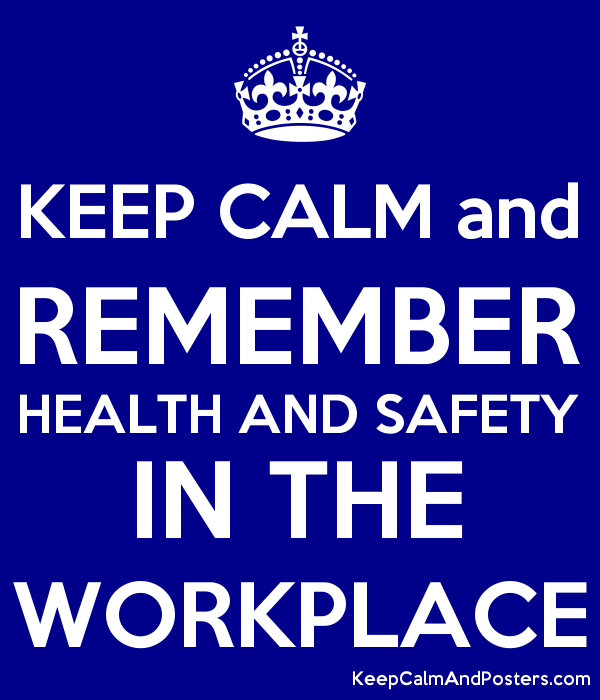 KEEP CALM and
REMEMBER
HEALTH AND SAFETY
IN THE
WORKPLACE
KeepCalmAndPosters.com